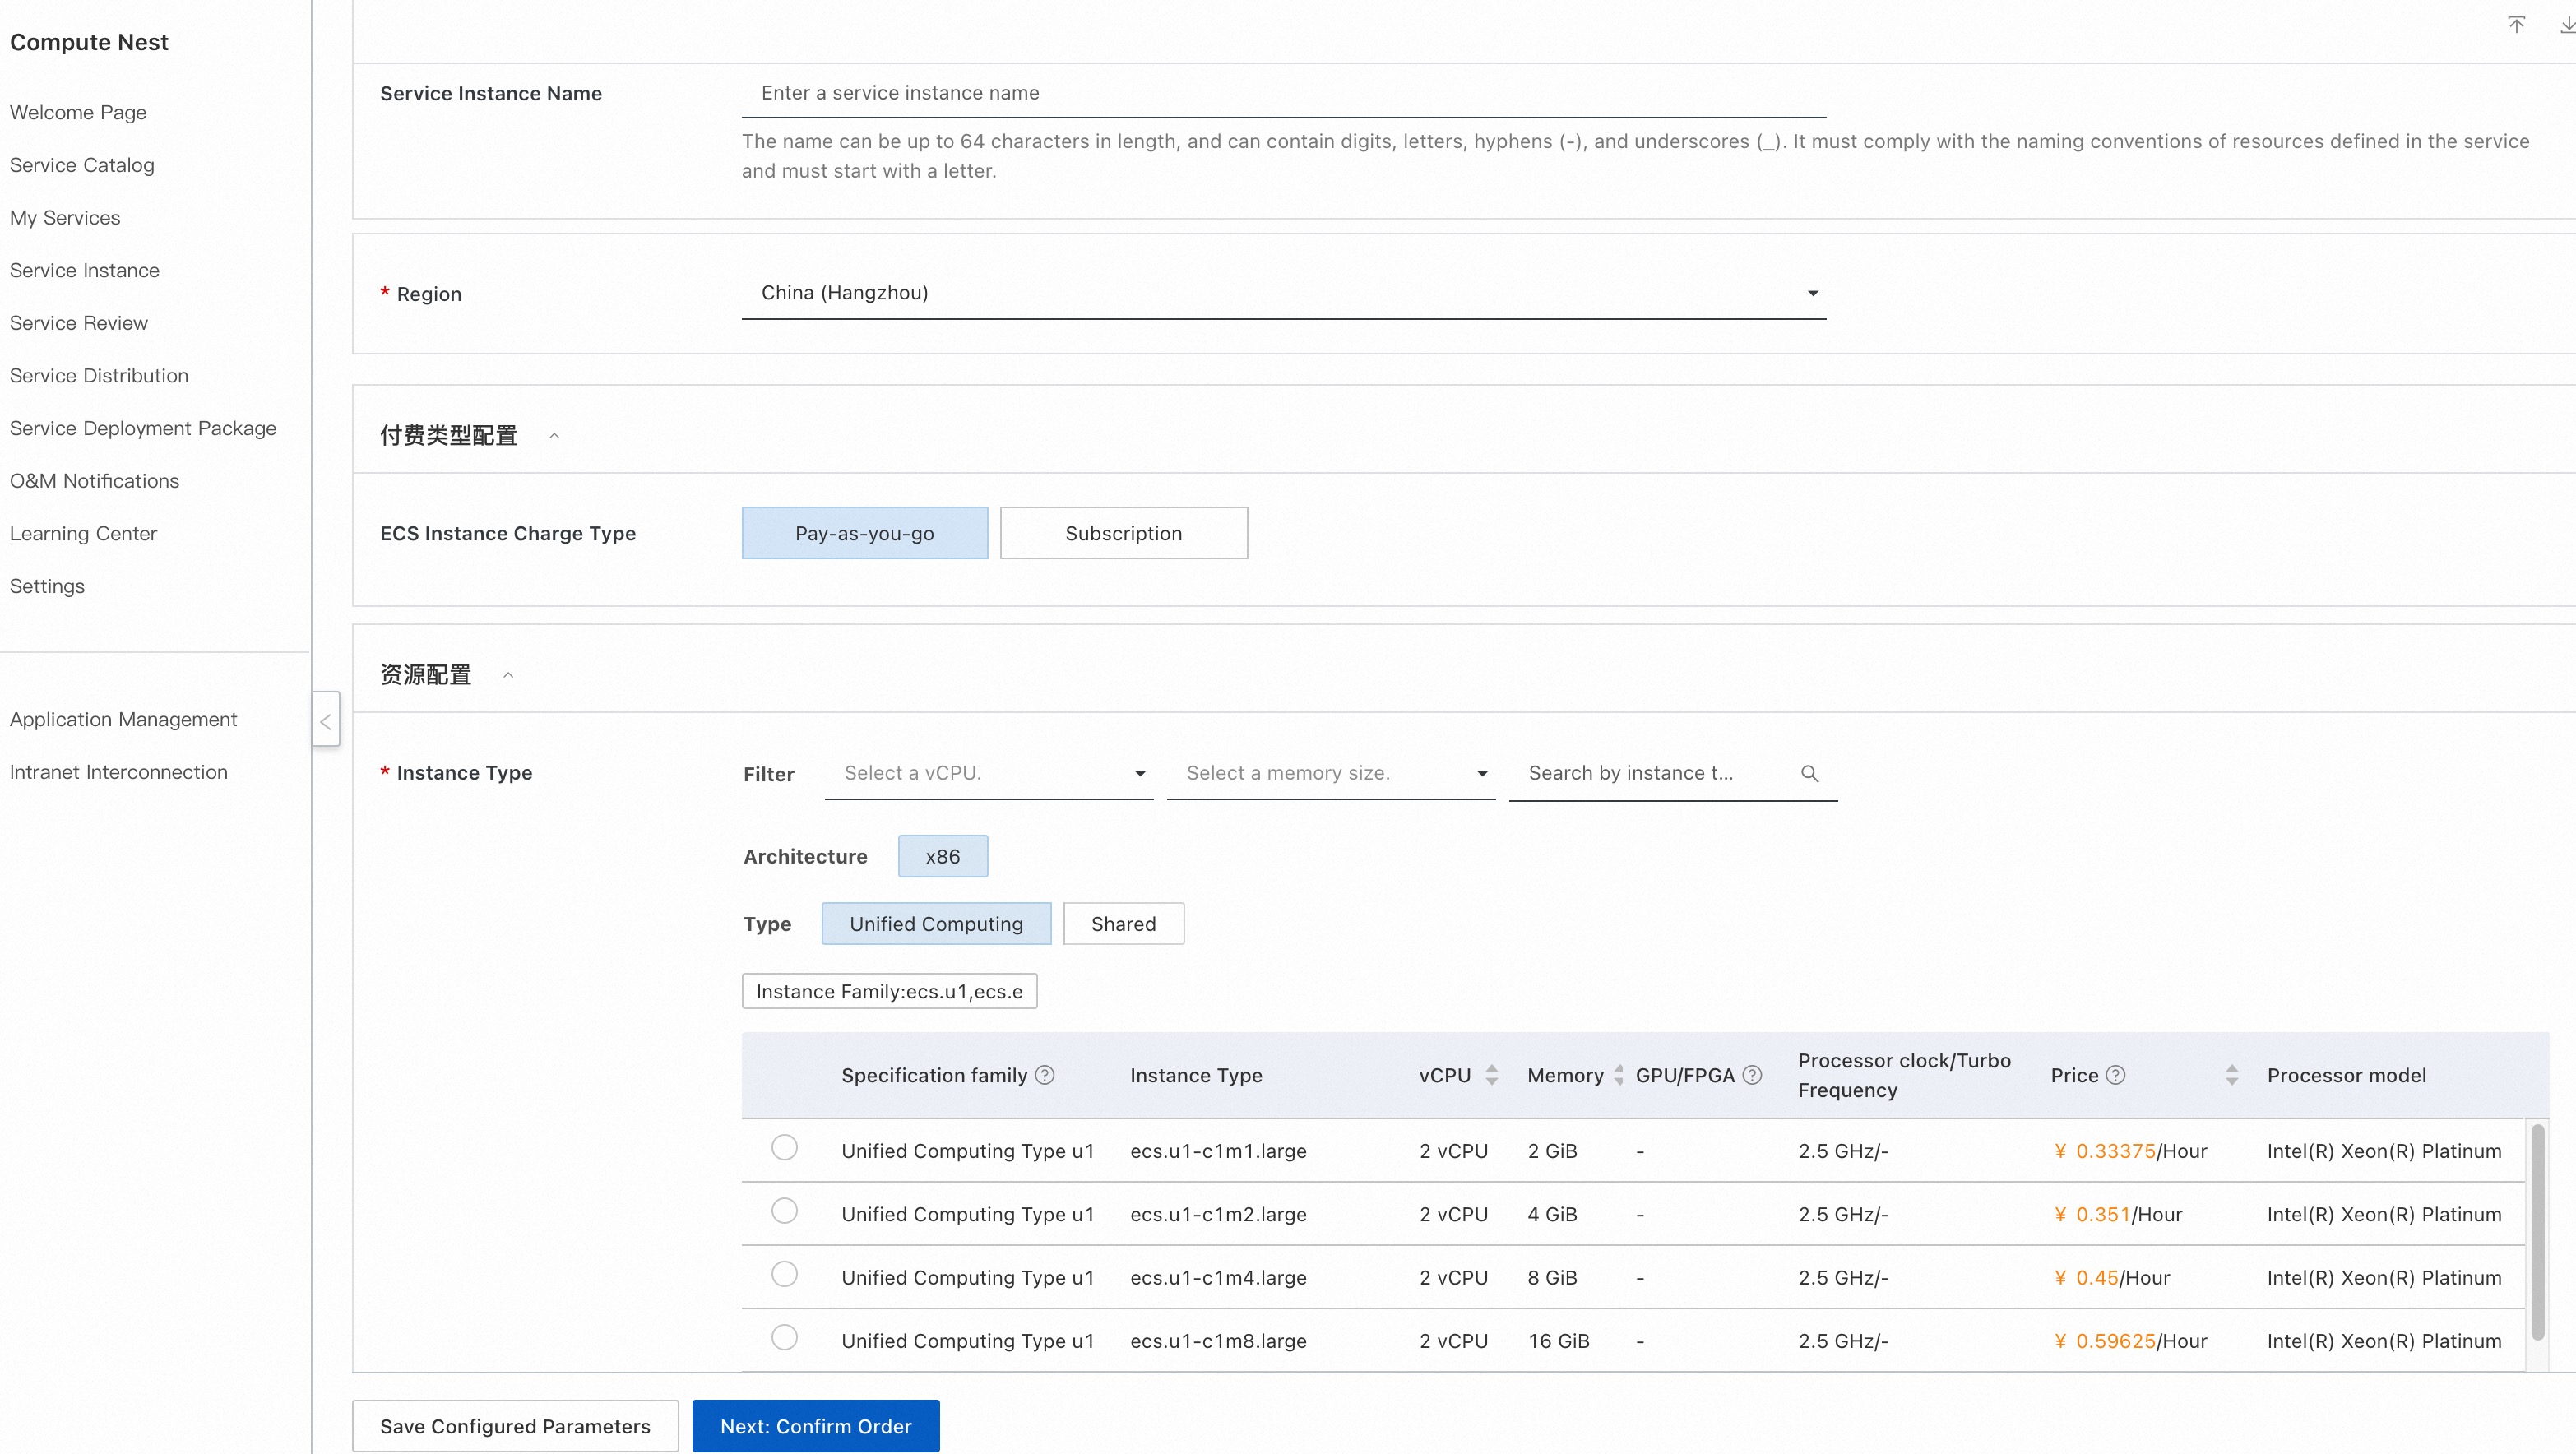 Compute Nest
Welcome Page
Service Catalog
My Services
Service Instance
Service Review
Service Distribution
Service Deployment Package
O&M Notifications
Learning Center
Settings
Application Management
Intranet Interconnection
Service Instance Name
Enter a service instance name
The name can be up to 64 characters in length, and can contain digits, letters, hyphens (-), and underscores (_). It must comply with the naming conventions of resources defined in the service
and must start with a letter.
* Region
China (Hangzhou)
付费类型配置
ECS Instance Charge Type
Pay-as-you-go Subscription
资源配置
* Instance Type
Filter Select a vCPU. Select a memory size. Search by instance t...
Architecture x86
Type Unified Computing Shared
Instance Family:ecs.u1,ecs.e
Specification family Instance Type vCPU Memory GPU/FPGA Processor clock/Turbo Frequency Price Processor model
Unified Computing Type u1 ecs.u1-c1m1.large 2 vCPU 2 GiB - 2.5 GHz/- ¥ 0.33375/Hour Intel(R) Xeon(R) Platinum
Unified Computing Type u1 ecs.u1-c1m2.large 2 vCPU 4 GiB - 2.5 GHz/- ¥ 0.351/Hour Intel(R) Xeon(R) Platinum
Unified Computing Type u1 ecs.u1-c1m4.large 2 vCPU 8 GiB - 2.5 GHz/- ¥ 0.45/Hour Intel(R) Xeon(R) Platinum
Unified Computing Type u1 ecs.u1-c1m8.large 2 vCPU 16 GiB - 2.5 GHz/- ¥ 0.59625/Hour Intel(R) Xeon(R) Platinum
Save Configured Parameters Next: Confirm Order